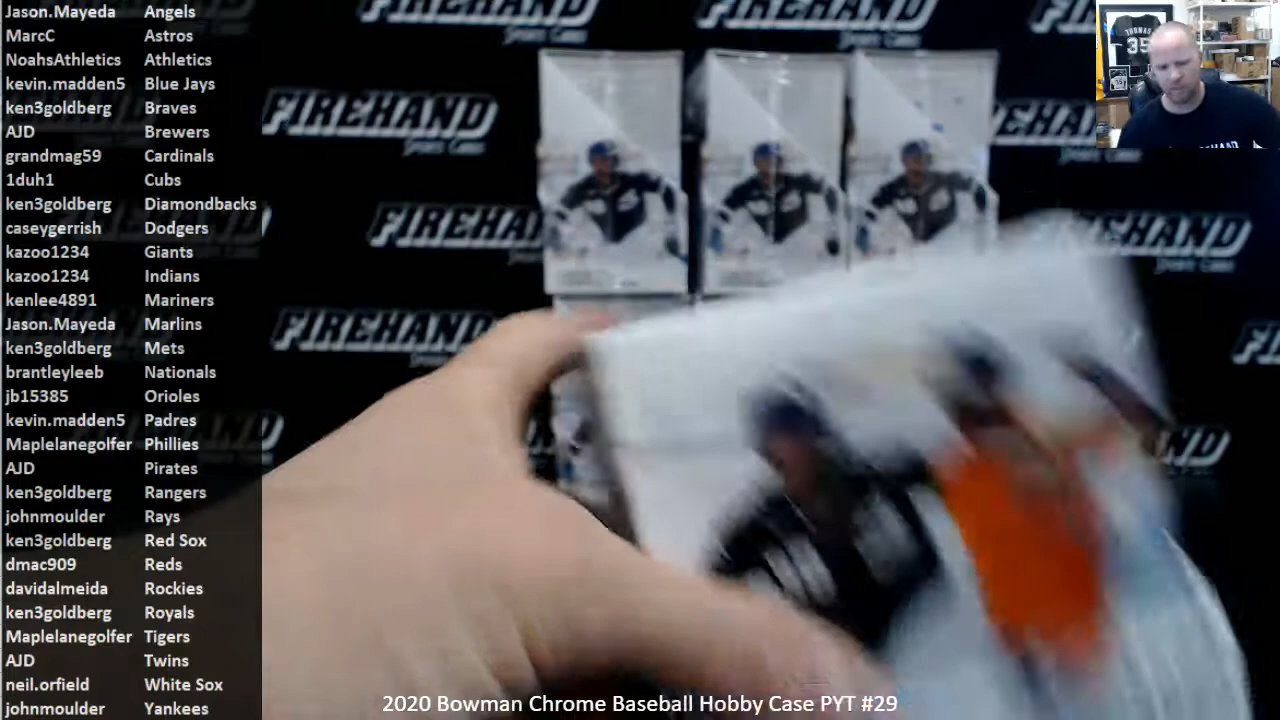 Jason.Mayeda Angels
MarcC Astros
NoahsAthletics Athletics
kevin.madden5 Blue Jays
ken3goldberg Braves
AJD Brewers
grandmag59 Cardinals
1duh1 Cubs
ken3goldberg Diamondbacks
caseygerrish Dodgers
kazoo1234 Giants
kazoo1234 Indians
kenlee4891 Mariners
Jason.Mayeda Marlins
ken3goldberg Mets
brantleyleeb Nationals
jb15385 Orioles
kevin.madden5 Padres
Maplelanegolfer Phillies
AJD Pirates
ken3goldberg Rangers
johnmoulder Rays
ken3goldberg Red Sox
dmac909 Reds
davidalmeida Rockies
ken3goldberg Royals
Maplelanegolfer Tigers
AJD Twins
neil.orfield White Sox
johnmoulder Yankees
FIREHAND
FIREHAND
FIREHAND
FIREHAND
FIREHAND
THOMAS
35
2020 Bowman Chrome Baseball Hobby Case PYT #29